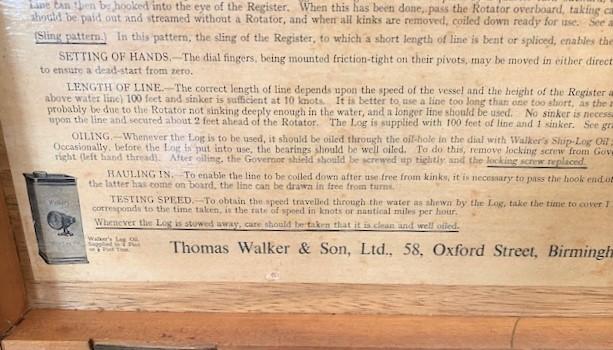 Line can then be hooked into the eye of the Register. When this has been done, pass the Rotator overboard, taking ca
should be paid out and streamed without a Rotator, and when all kinks are removed, coiled down ready for use. See
(Sling pattern.) In this pattern, the sling of the Register, to which a short length of line is bent or spliced, enables the
SETTING OF HANDS.—The dial fingers, being mounted friction-tight on their pivots, may be moved in either direct
to ensure a dead-start from zero.
LENGTH OF LINE.—The correct length of line depends upon the speed of the vessel and the height of the Register a
above water line) 100 feet and sinker is sufficient at 10 knots. It is better to use a line too long than one too short, as the
probably be due to the Rotator not sinking deeply enough in the water, and a longer line should be used. No sinker is necess
upon the line and secured about 2 feet ahead of the Rotator. The Log is supplied with 100 feet of line and 1 sinker. See
OILING.—Whenever the Log is to be used, it should be oiled through the oil-hole in the dial with Walker's Ship-Log Oil
Occasionally, before the Log is put into use, the bearings should be well oiled. To do this, remove locking screw from Gov
right (left hand thread). After oiling, the Governor shield should be screwed up tightly and the locking screw replaced.
HAULING IN.—To enable the line to be coiled down after use free from kinks, it is necessary to pass the hook end of
the latter has come on board, the line can be drawn in free from turns.
TESTING SPEED.—To obtain the speed travelled through the water as shewn by the Log, take the time to cover 1
corresponds to the time taken, is the rate of speed in knots or nautical miles per hour.
Whenever the Log is stowed away, care should be taken that it is clean and well oiled.
Walker's Log Oil.
Supplied in
Thomas Walker & Son, Ltd., 58, Oxford Street, Birmingh